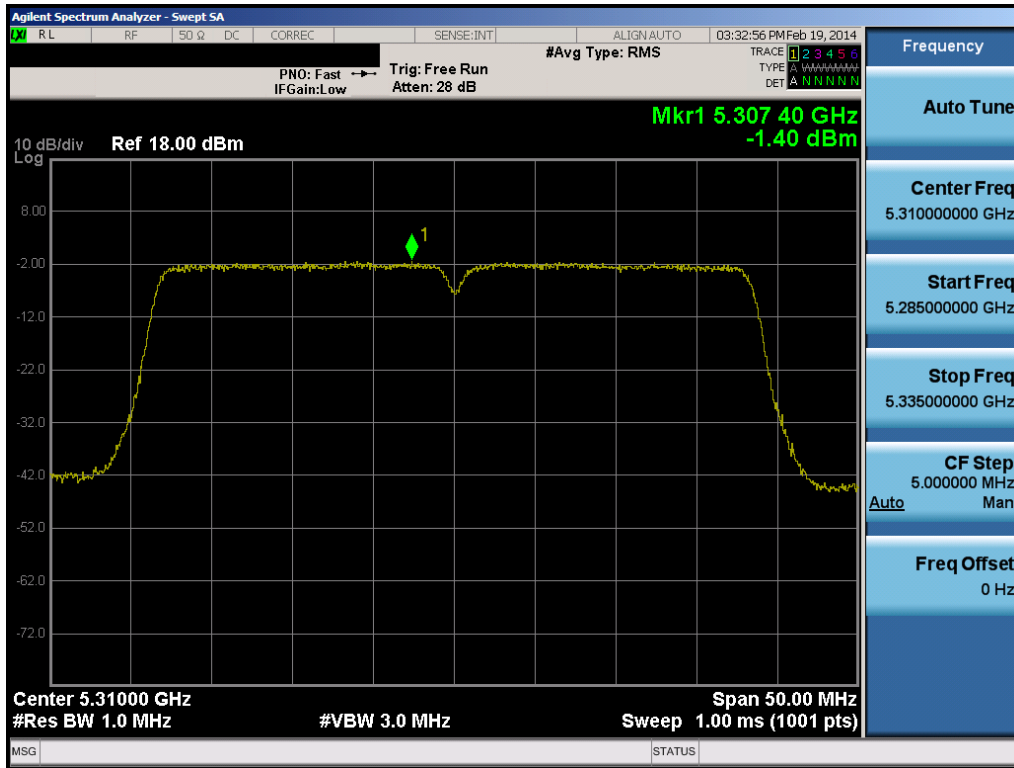 Agilent Spectrum Analyzer - Swept SA
LXI RL RF 50 Ω DC CORREC SENSE:INT ALIGN AUTO 03:32:56 PM Feb 19, 2014
PNO: Fast
IFGain:Low
Trig: Free Run
Atten: 28 dB
#Avg Type: RMS
TRACE 1 2 3 4 5 6
TYPE A WWWWW
DET A N N N N N
Mkr1 5.307 40 GHz
-1.40 dBm
10 dB/div Ref 18.00 dBm
Log
8.00
-2.00
-12.0
-22.0
-32.0
-42.0
-52.0
-62.0
-72.0
1
Center 5.31000 GHz Span 50.00 MHz
#Res BW 1.0 MHz #VBW 3.0 MHz Sweep 1.00 ms (1001 pts)
MSG STATUS
Frequency
Auto Tune
Center Freq
5.310000000 GHz
Start Freq
5.285000000 GHz
Stop Freq
5.335000000 GHz
CF Step
5.000000 MHz
Auto Man
Freq Offset
0 Hz